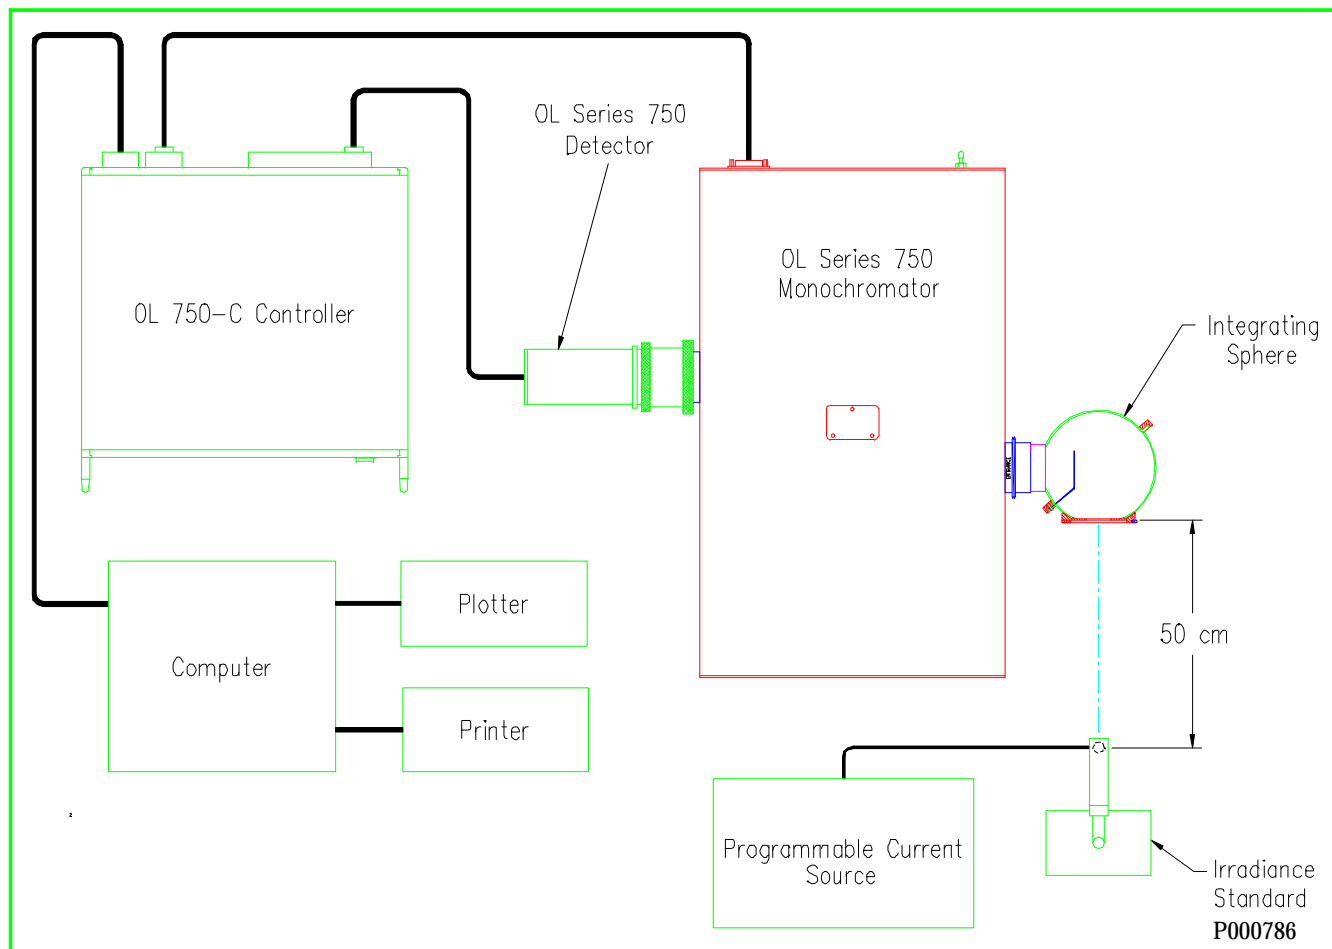 OL Series 750
Detector
OL Series 750
Monochromator
OL 750-C Controller
Integrating
Sphere
50 cm
Plotter
Computer
Printer
Programmable Current
Source
Irradiance
Standard
P000786
2